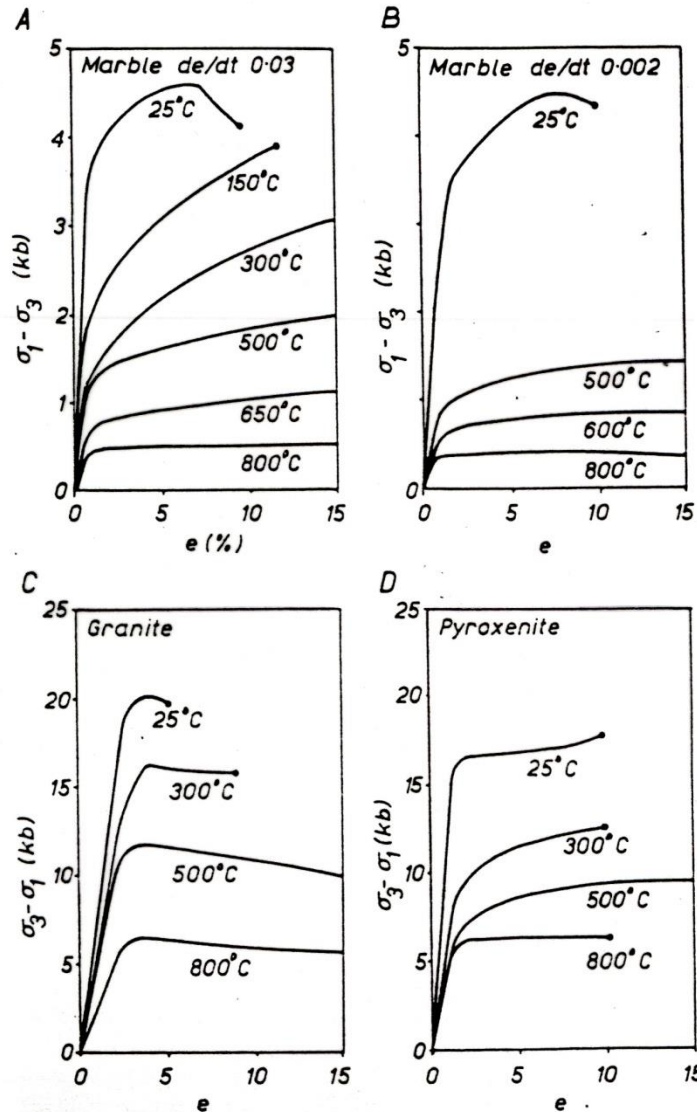 A
B
5
Marble de/dt 0·03
25°C
4
150°C
3
300°C
2
500°C
1
650°C
800°C
0
0 5 10 15
σ₁ - σ₃ (kb)
e (%)
5
Marble de/dt 0·002
25°C
500°C
600°C
800°C
0
0 5 10 15
σ₁ - σ₃ (kb)
e
C
D
25
Granite
20
25°C
300°C
15
500°C
10
800°C
5
0
0 5 10 15
σ₃ - σ₁ (kb)
e
25
Pyroxenite
20
25°C
15
300°C
10
500°C
800°C
5
0
0 5 10 15
σ₃ - σ₁ (kb)
e